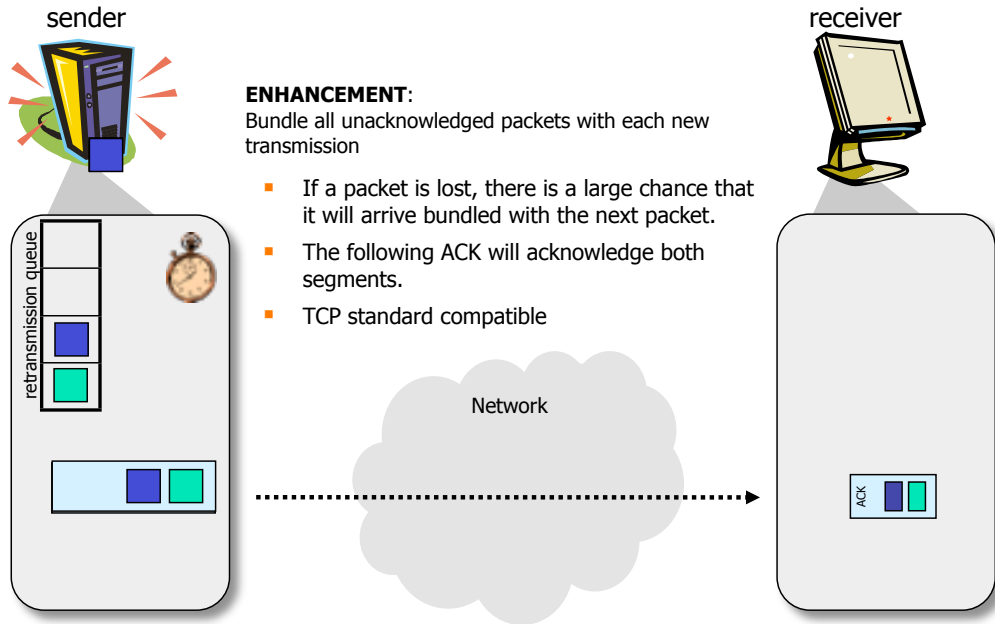 sender
receiver
ENHANCEMENT:
Bundle all unacknowledged packets with each new
transmission
If a packet is lost, there is a large chance that
it will arrive bundled with the next packet.
The following ACK will acknowledge both
segments.
TCP standard compatible
retransmission queue
Network
ACK